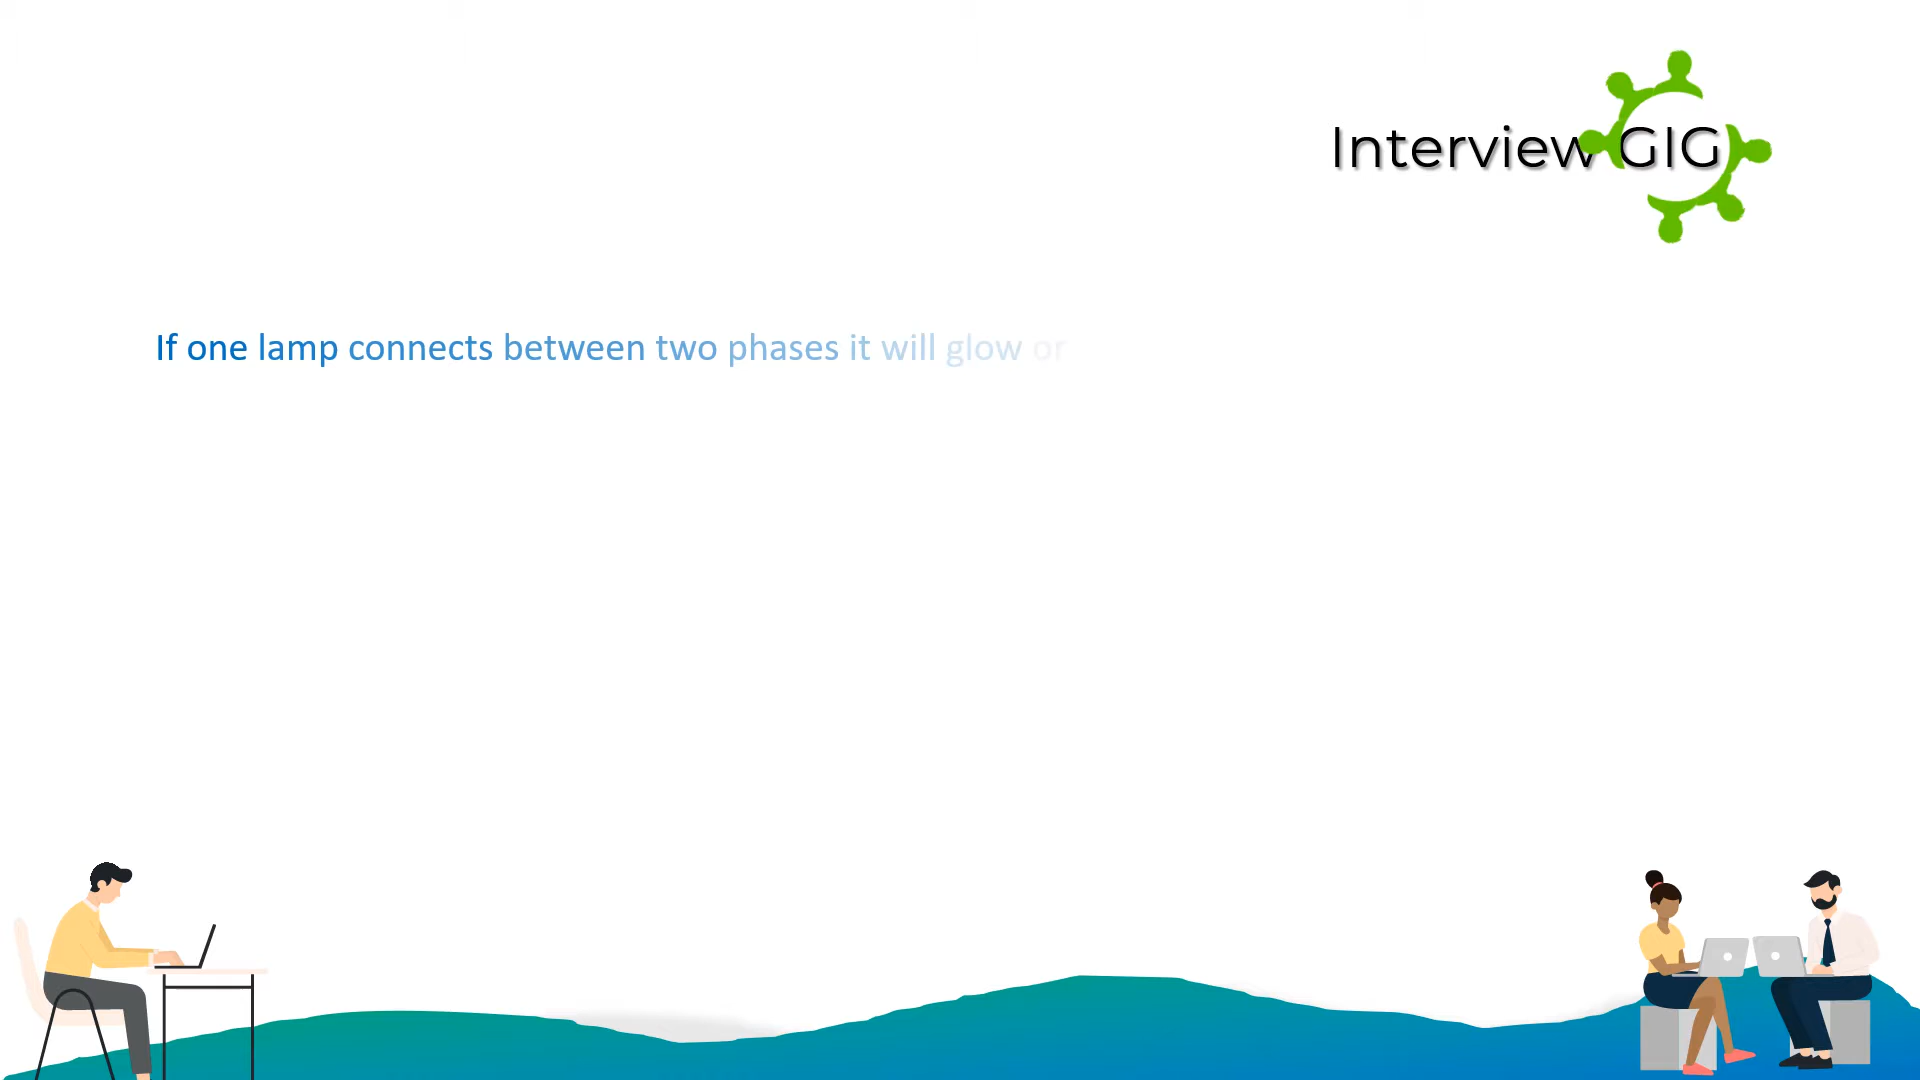 Interview GIG
If one lamp connects between two phases it will glow or